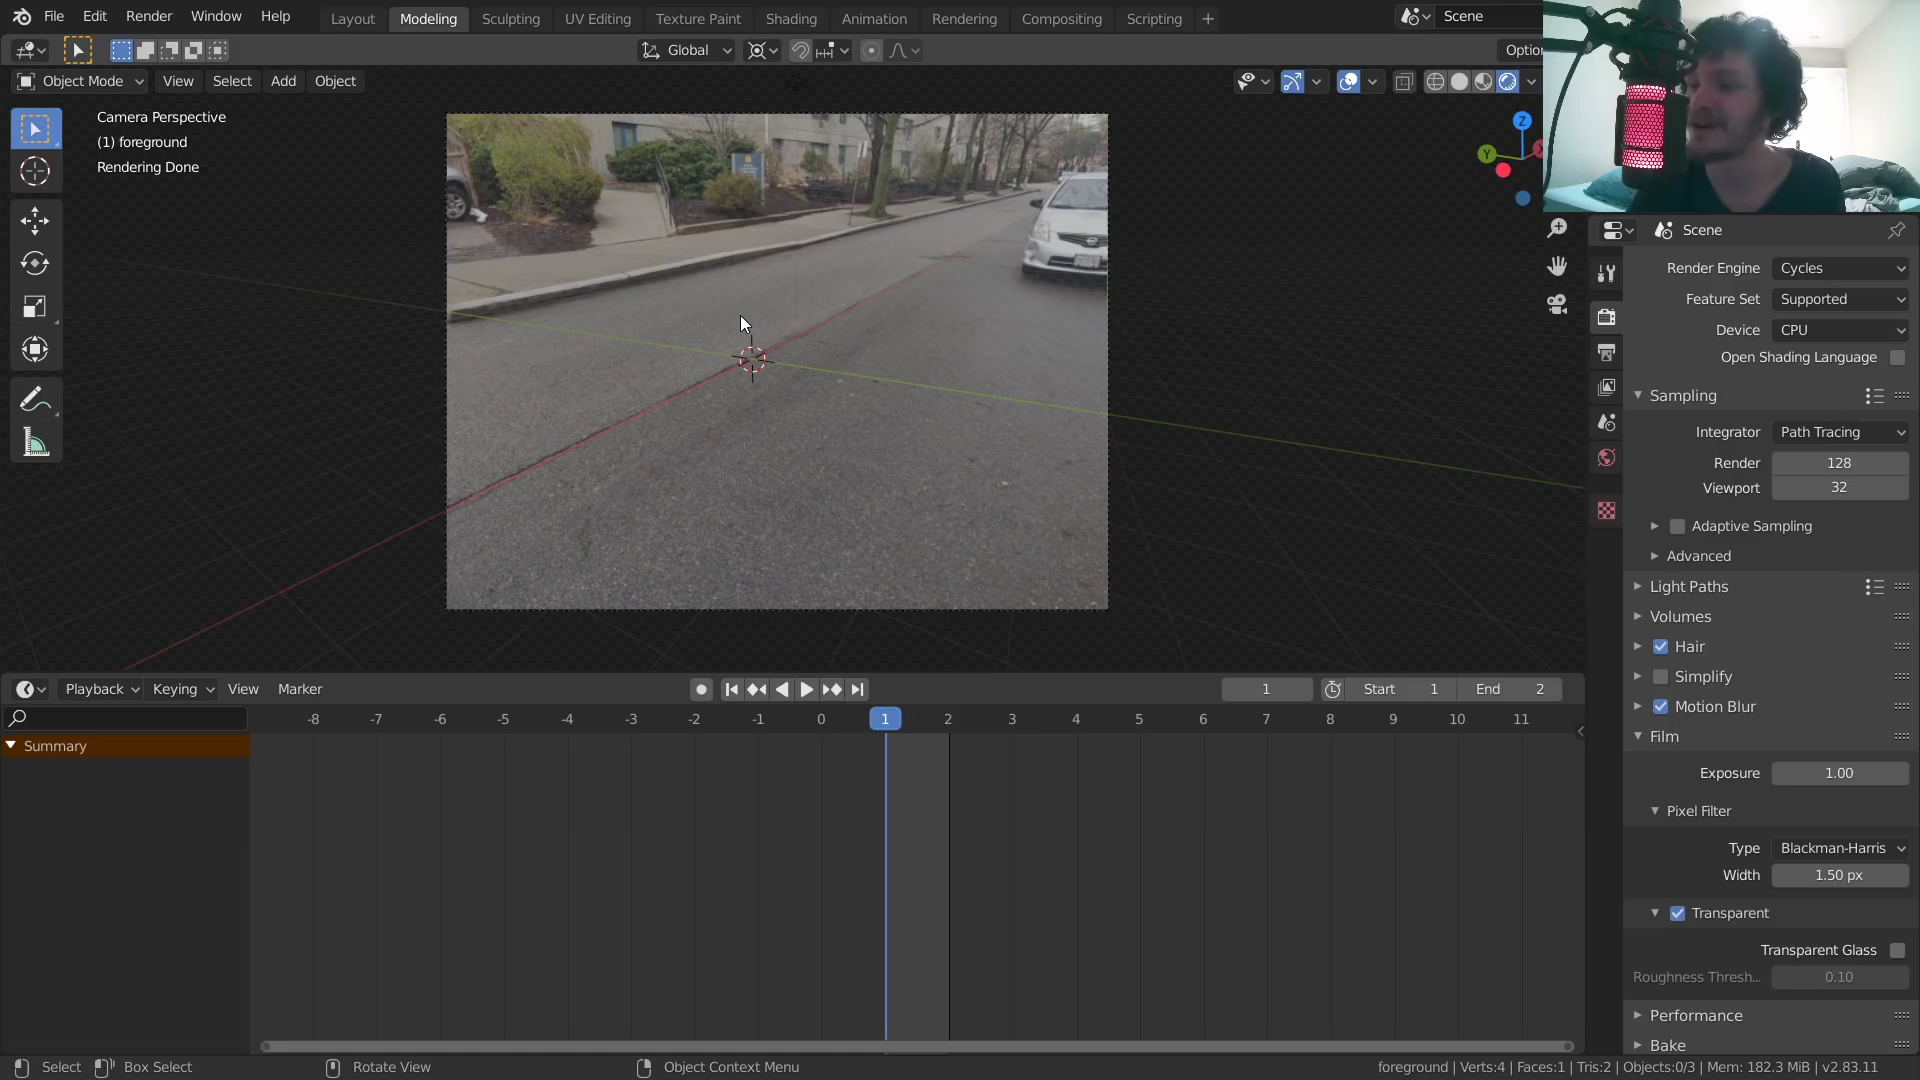 File Edit Render Window Help
Layout Modeling Sculpting UV Editing Texture Paint Shading Animation Rendering Compositing Scripting +
Scene
Global
Optio
Object Mode View Select Add Object
Camera Perspective
(1) foreground
Rendering Done
Z
Y
Scene
Render Engine Cycles
Feature Set Supported
Device CPU
Open Shading Language
Sampling
Integrator Path Tracing
Render 128
Viewport 32
Adaptive Sampling
Advanced
Light Paths
Volumes
Hair
Simplify
Motion Blur
Film
Exposure 1.00
Pixel Filter
Type Blackman-Harris
Width 1.50 px
Transparent
Transparent Glass
Roughness Thresh... 0.10
Performance
Bake
Playback Keying View Marker
1 Start 1 End 2
-8 -7 -6 -5 -4 -3 -2 -1 0 1 2 3 4 5 6 7 8 9 10 11
Summary
Select Box Select Rotate View Object Context Menu
foreground | Verts:4 | Faces:1 | Tris:2 | Objects:0/3 | Mem: 182.3 MiB | v2.83.11